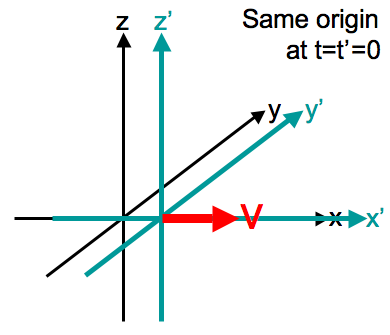 Same origin
at t=t'=0
z z'
y y'
V
x x'